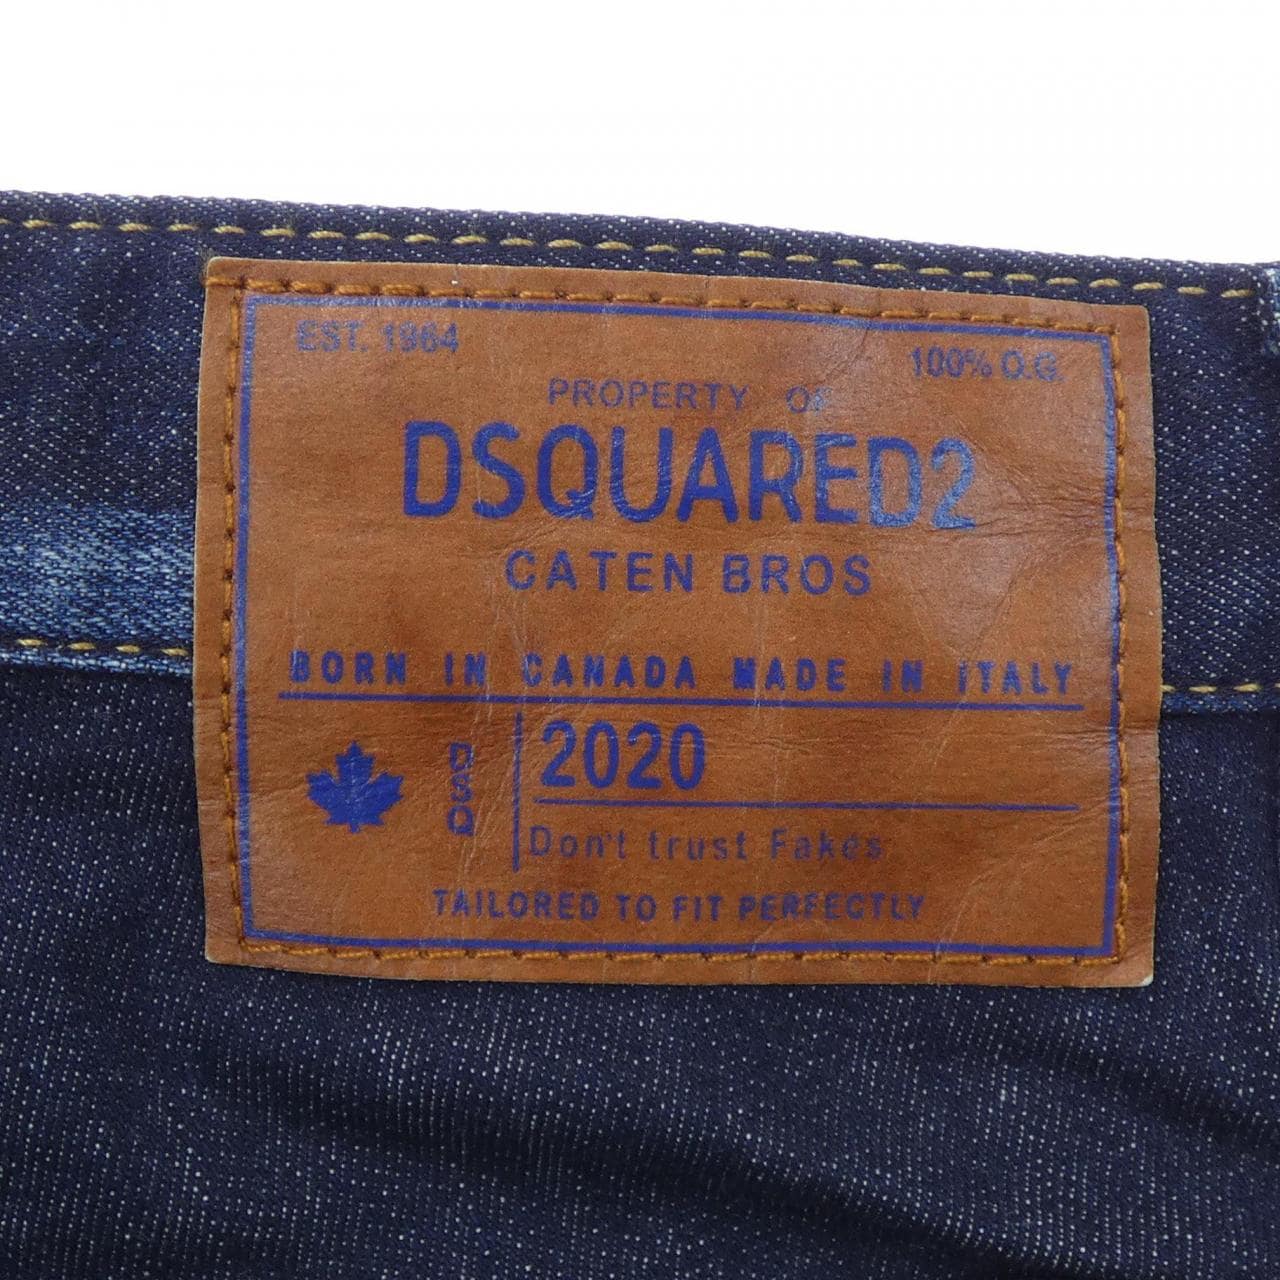 EST. 1964
100% O.G.
PROPERTY OF
DSQUARED2
CATEN BROS
BORN IN CANADA MADE IN ITALY
DSQ
2020
Don't trust Fakes
TAILORED TO FIT PERFECTLY